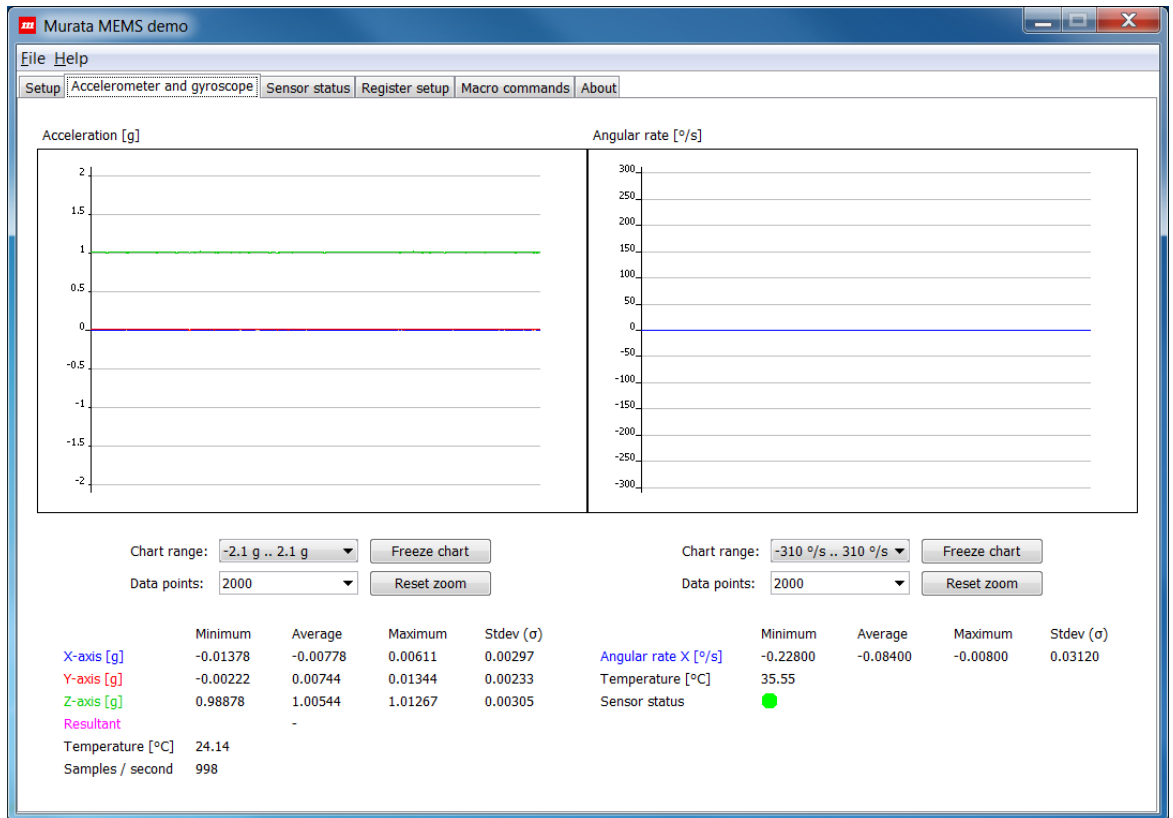 m Murata MEMS demo
File Help
Setup Accelerometer and gyroscope Sensor status Register setup Macro commands About
Acceleration [g]
2
1.5
1
0.5
0
-0.5
-1
-1.5
-2
Angular rate [°/s]
300
250
200
150
100
50
0
-50
-100
-150
-200
-250
-300
Chart range: -2.1 g .. 2.1 g Freeze chart
Data points: 2000 Reset zoom
Chart range: -310 °/s .. 310 °/s Freeze chart
Data points: 2000 Reset zoom
Minimum Average Maximum Stdev (σ)
X-axis [g] -0.01378 -0.00778 0.00611 0.00297
Y-axis [g] -0.00222 0.00744 0.01344 0.00233
Z-axis [g] 0.98878 1.00544 1.01267 0.00305
Resultant -
Temperature [°C] 24.14
Samples / second 998
Minimum Average Maximum Stdev (σ)
Angular rate X [°/s] -0.22800 -0.08400 -0.00800 0.03120
Temperature [°C] 35.55
Sensor status